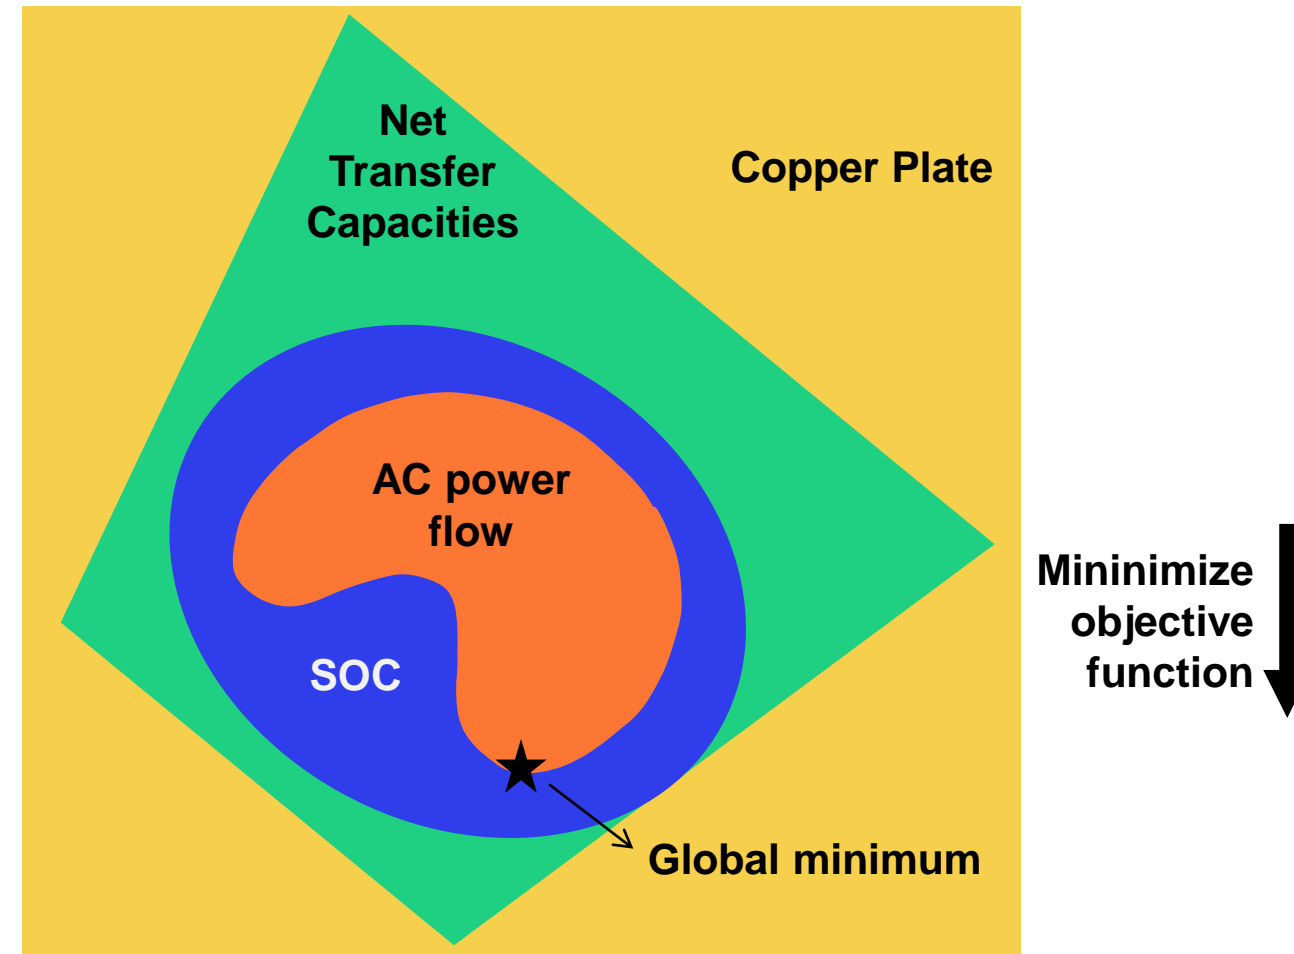 Net
Transfer
Capacities
Copper Plate
AC power
flow
SOC
Mininimize
objective
function
Global minimum